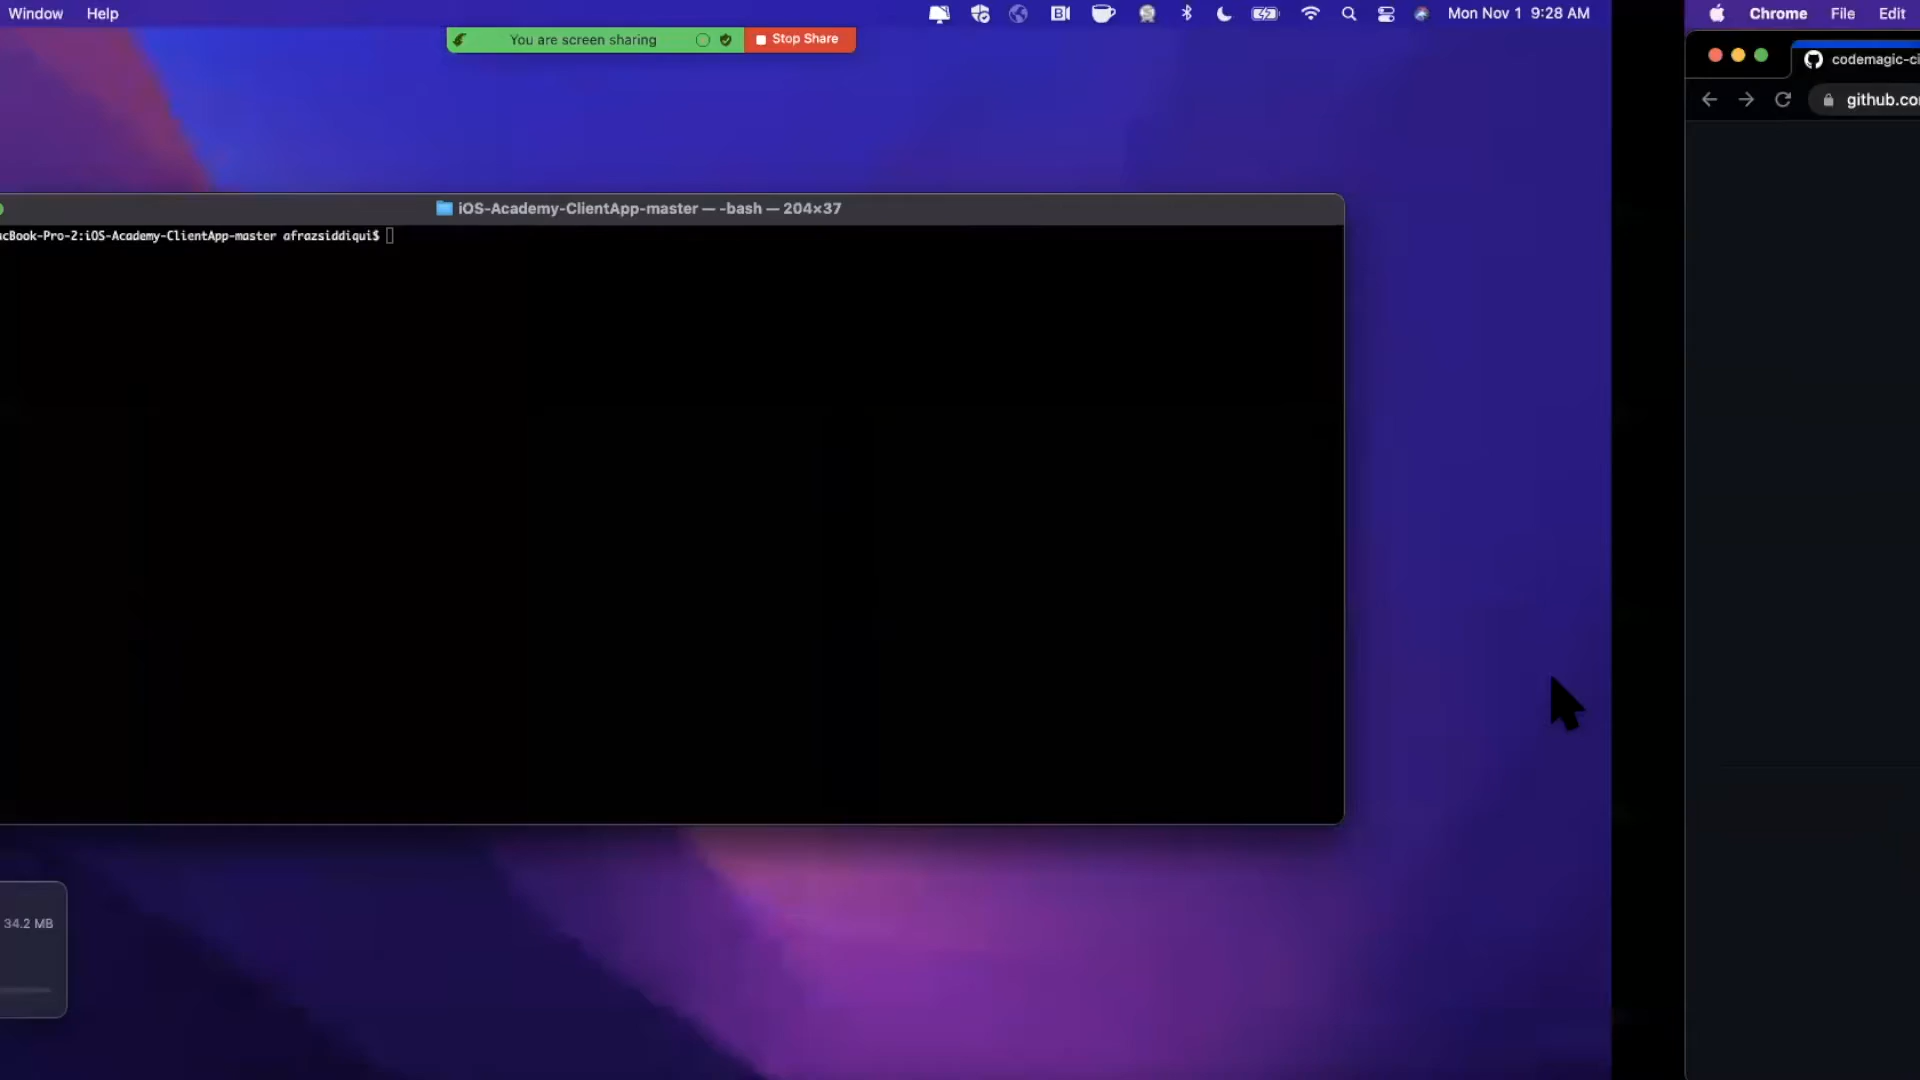 Window Help
Mon Nov 1 9:28 AM
You are screen sharing
Stop Share
iOS-Academy-ClientApp-master — -bash — 204×37
acBook-Pro-2:iOS-Academy-ClientApp-master afrazsiddiqui$
34.2 MB
Chrome File Edit
codemagic-ci
github.co